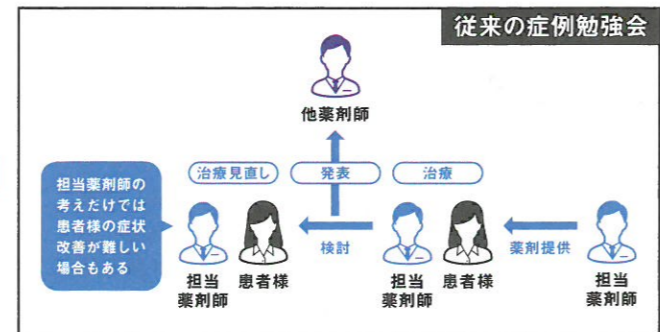 従来の症例勉強会
他薬剤師
治療見直し
発表
治療
担当薬剤師の
考えだけでは
患者様の症状
改善が難しい
場合もある
検討
薬剤提供
担当
薬剤師
患者様
担当
薬剤師
患者様
担当
薬剤師